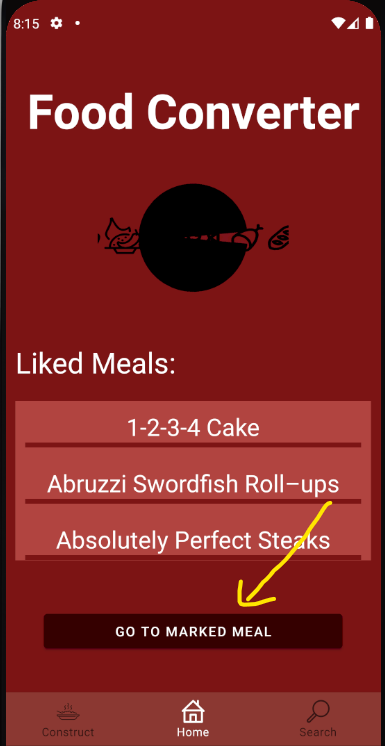 8:15
Food Converter
Liked Meals:
1-2-3-4 Cake
Abruzzi Swordfish Roll–ups
Absolutely Perfect Steaks
GO TO MARKED MEAL
Construct
Home
Search